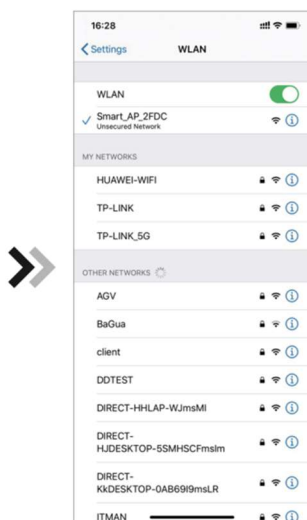 16:28
Settings
WLAN
WLAN
Smart_AP_2FDC
Unsecured Network
MY NETWORKS
HUAWEI-WIFI
TP-LINK
TP-LINK_5G
OTHER NETWORKS
AGV
BaGua
client
DDTEST
DIRECT-HHLAP-WJmsMI
DIRECT-
HJDESKTOP-5SMHSCFmslm
DIRECT-
KkDESKTOP-0AB69I9msLR
ITMAN